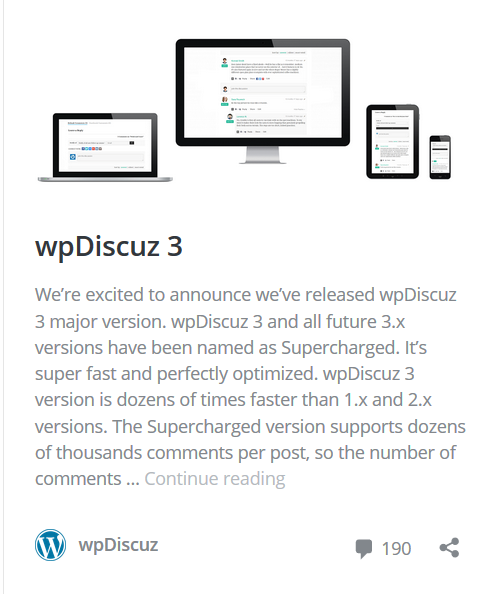 wpDiscuz 3
We’re excited to announce we’ve released wpDiscuz
3 major version. wpDiscuz 3 and all future 3.x
versions have been named as Supercharged. It’s
super fast and perfectly optimized. wpDiscuz 3
version is dozens of times faster than 1.x and 2.x
versions. The Supercharged version supports dozens
of thousands comments per post, so the number of
comments ... Continue reading
wpDiscuz
190